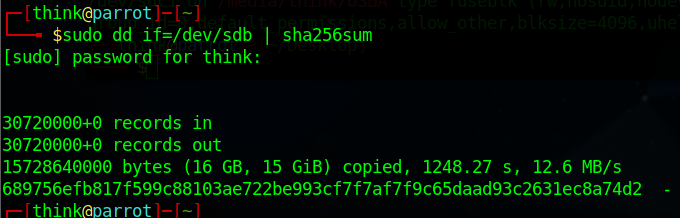 ┌─[think@parrot]─[~]
└──╼ $sudo dd if=/dev/sdb | sha256sum
[sudo] password for think:
30720000+0 records in
30720000+0 records out
15728640000 bytes (16 GB, 15 GiB) copied, 1248.27 s, 12.6 MB/s
689756efb817f599c88103ae722be993cf7f7af7f9c65daad93c2631ec8a74d2  -
┌─[think@parrot]─[~]